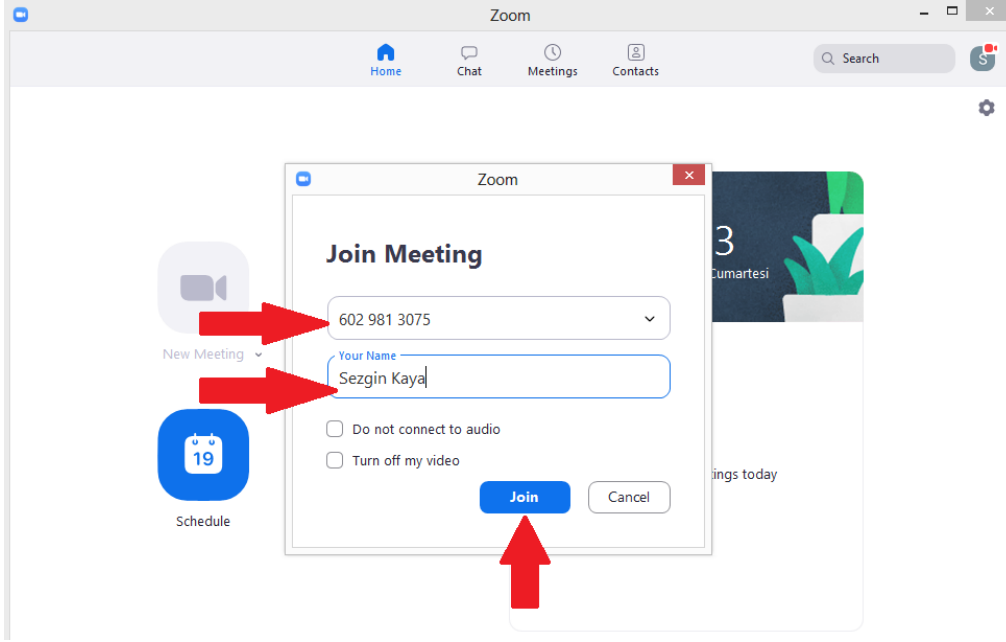 Zoom
Home
Chat
Meetings
Contacts
Search
S
Zoom
Join Meeting
602 981 3075
Your Name
Sezgin Kaya
Do not connect to audio
Turn off my video
Join
Cancel
New Meeting
19
Schedule
3
Cumartesi
ings today